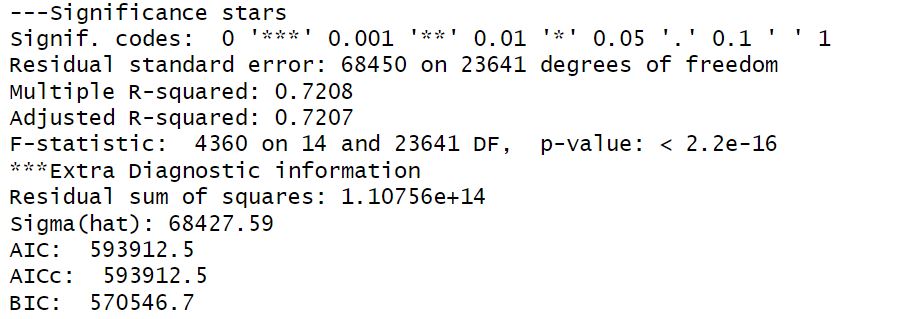 ---Significance stars
Signif. codes:  0 '***' 0.001 '**' 0.01 '*' 0.05 '.' 0.1 ' ' 1
Residual standard error: 68450 on 23641 degrees of freedom
Multiple R-squared: 0.7208
Adjusted R-squared: 0.7207
F-statistic:  4360 on 14 and 23641 DF,  p-value: < 2.2e-16
***Extra Diagnostic information
Residual sum of squares: 1.10756e+14
Sigma(hat): 68427.59
AIC:  593912.5
AICc:  593912.5
BIC:  570546.7